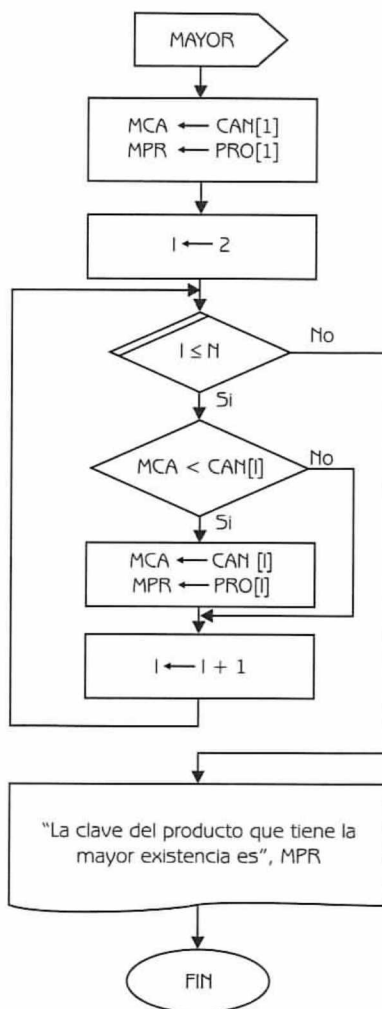 MAYOR
MCA ← CAN[1]
MPR ← PRO[1]
I ← 2
I ≤ N
No
Si
MCA < CAN[I]
No
Si
MCA ← CAN [I]
MPR ← PRO[I]
I ← I + 1
“La clave del producto que tiene la
mayor existencia es”, MPR
FIN